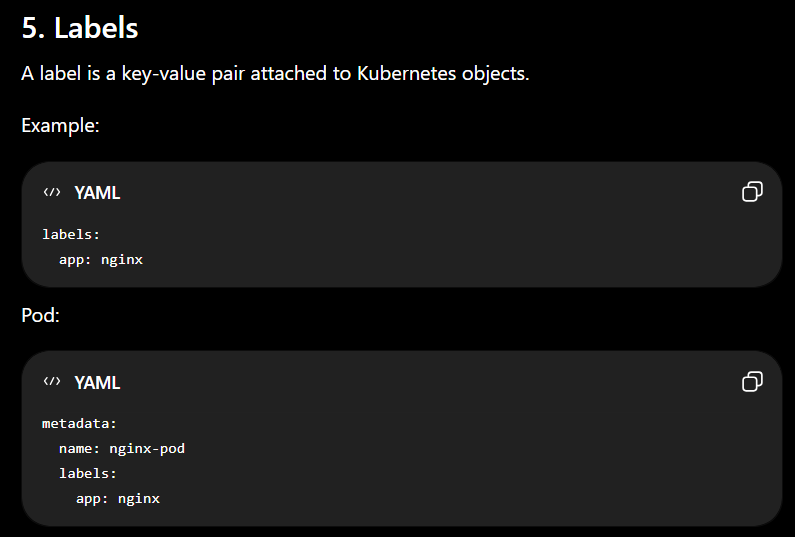 5. Labels
A label is a key-value pair attached to Kubernetes objects.
Example:
</> YAML
labels:
  app: nginx
Pod:
</> YAML
metadata:
  name: nginx-pod
  labels:
    app: nginx